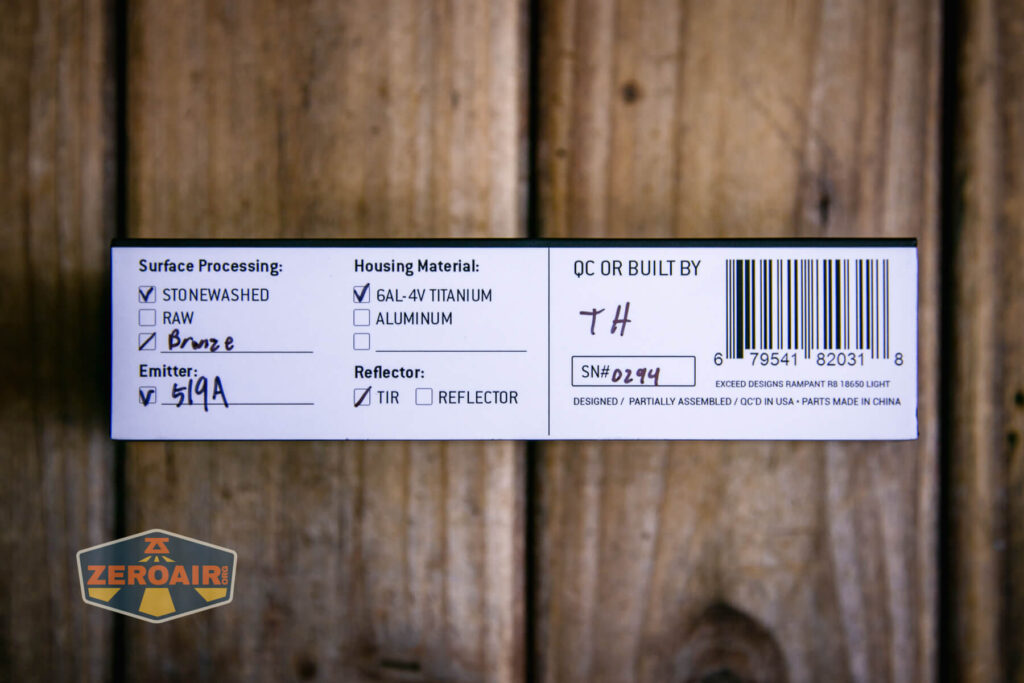 Surface Processing:
STONEWASHED
RAW
Bronze
Emitter:
519A
Housing Material:
6AL-4V TITANIUM
ALUMINUM
Reflector:
TIR REFLECTOR
QC OR BUILT BY
TH
SN# 0294
6 79541 82031 8
EXCEED DESIGNS RAMPANT R8 18650 LIGHT
DESIGNED / PARTIALLY ASSEMBLED / QC'D IN USA • PARTS MADE IN CHINA
ZEROAIR.ORG